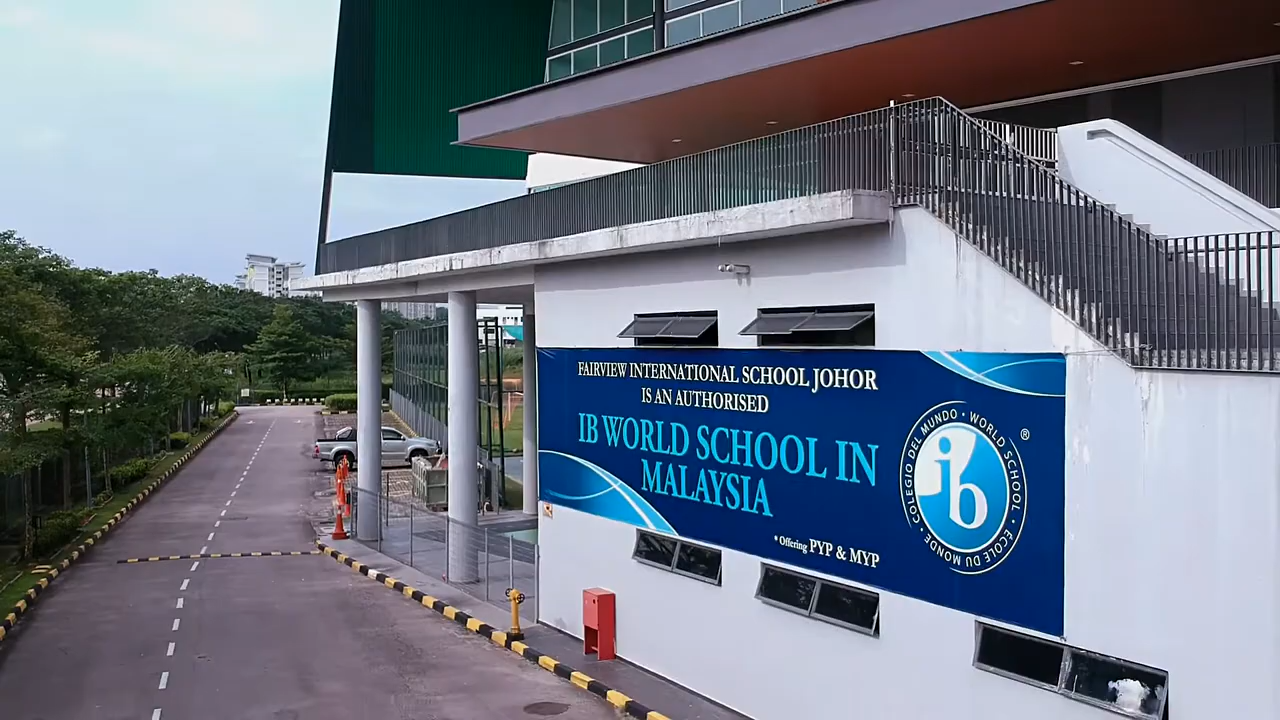 FAIRVIEW INTERNATIONAL SCHOOL JOHOR
IS AN AUTHORISED
IB WORLD SCHOOL IN
MALAYSIA
* Offering PYP & MYP
ib
®
WORLD SCHOOL · ÉCOLE DU MONDE · COLEGIO DEL MUNDO ·